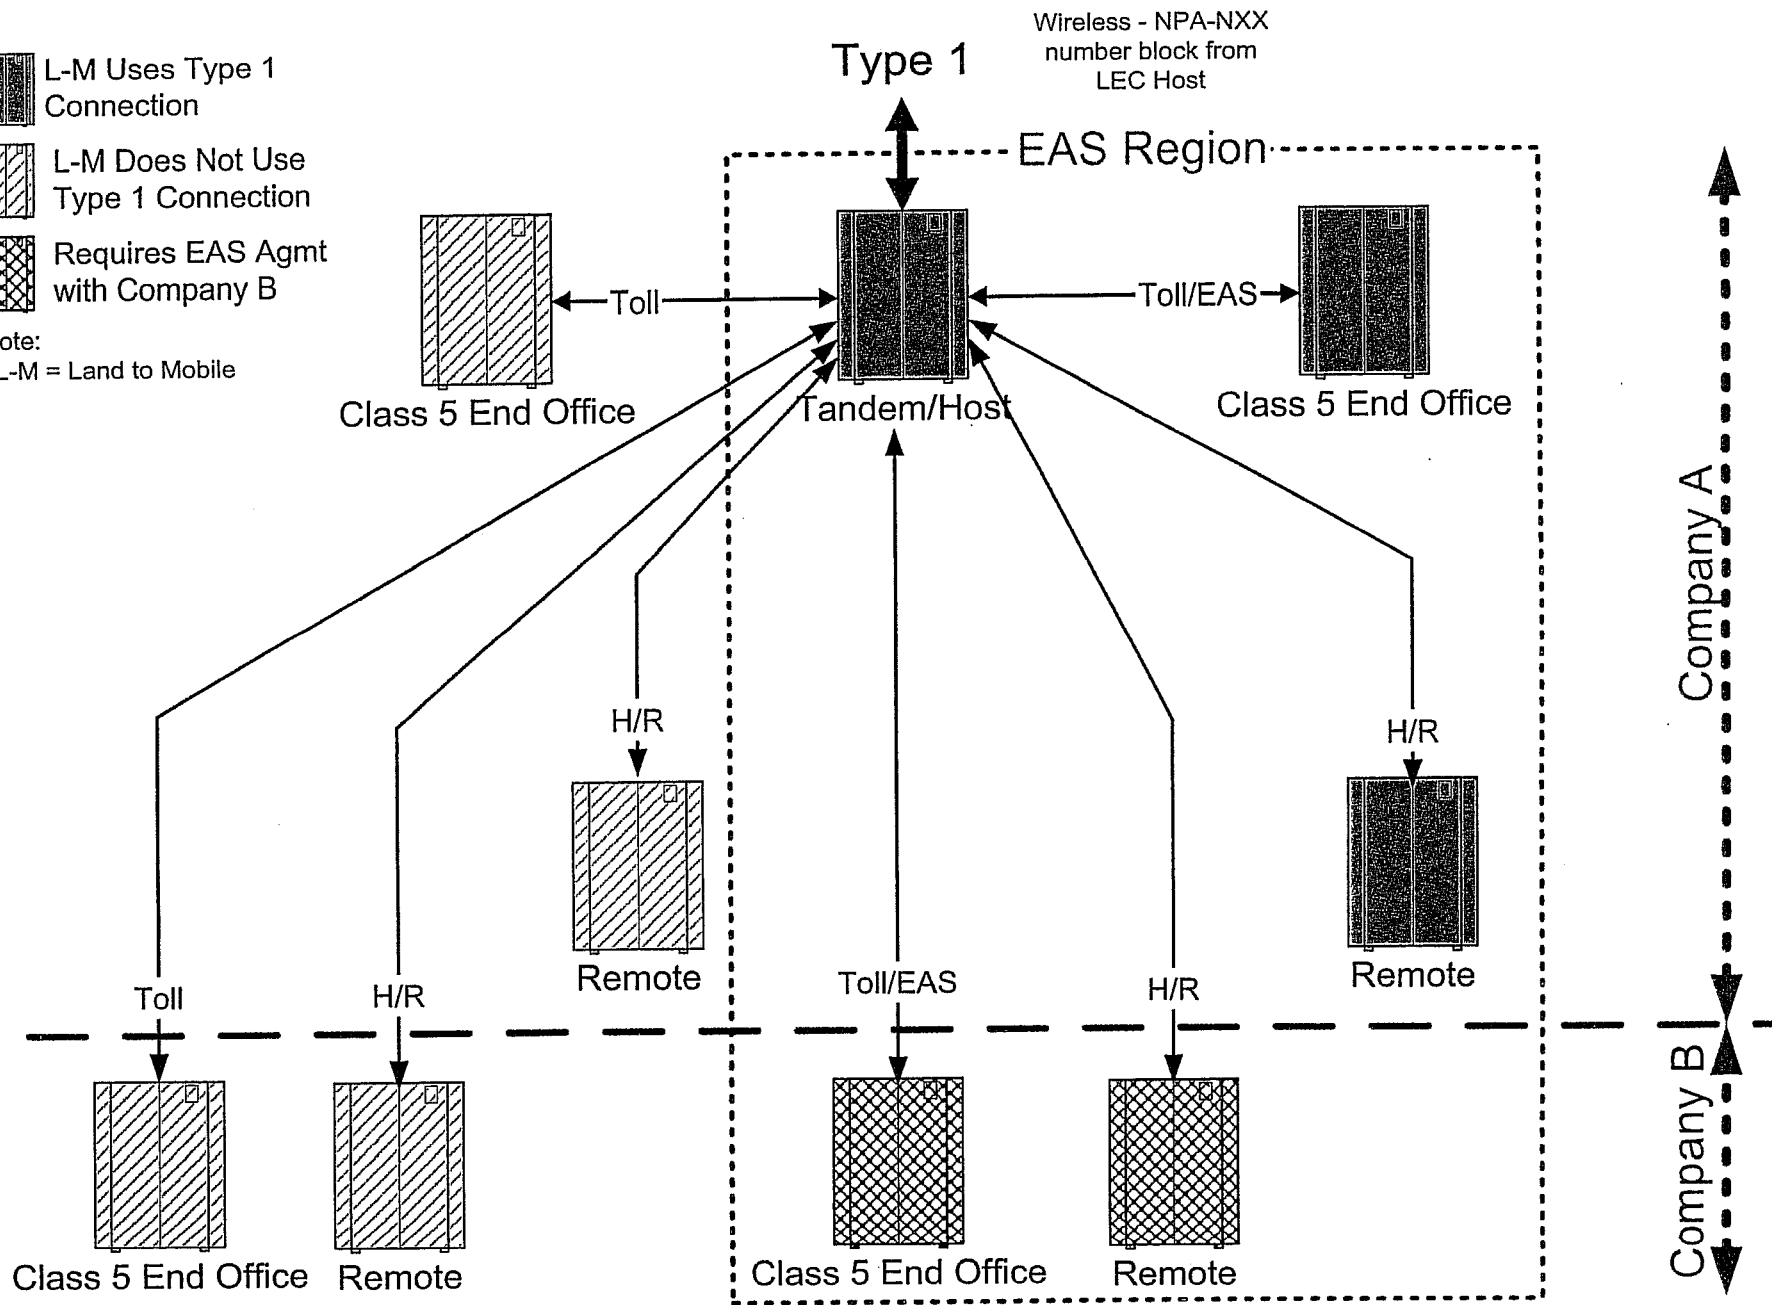 Wireless - NPA-NXX
number block from
LEC Host
Type 1
L-M Uses Type 1
Connection
L-M Does Not Use
Type 1 Connection
Requires EAS Agmt
with Company B
ote:
L-M = Land to Mobile
EAS Region
Toll
Toll/EAS
Class 5 End Office
Tandem/Host
Class 5 End Office
Company A
H/R
H/R
Remote
Remote
Toll
H/R
Toll/EAS
H/R
Company B
Class 5 End Office
Remote
Class 5 End Office
Remote